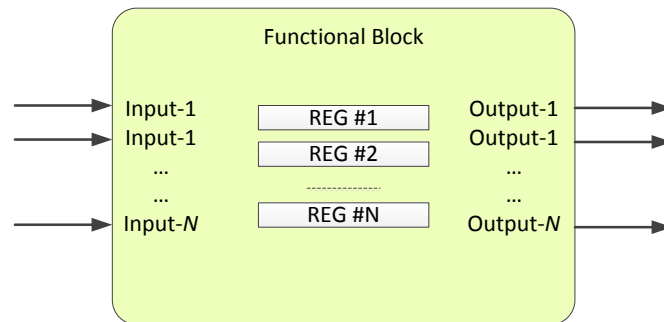 Functional Block
Input-1 REG #1 Output-1
Input-1 REG #2 Output-1
... ...
... ...
Input-N REG #N Output-N